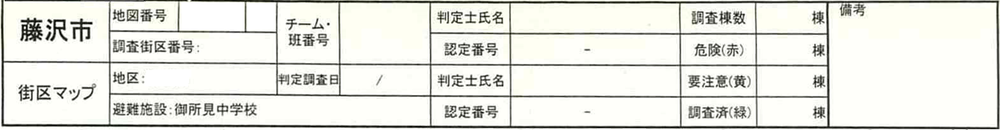 藤沢市
地図番号
調査街区番号:
チーム・
班番号
判定士氏名
認定番号
-
調査棟数
棟
危険(赤)
棟
備考
街区マップ
地区:
判定調査日
/
避難施設:御所見中学校
判定士氏名
認定番号
-
要注意(黄)
棟
調査済(緑)
棟